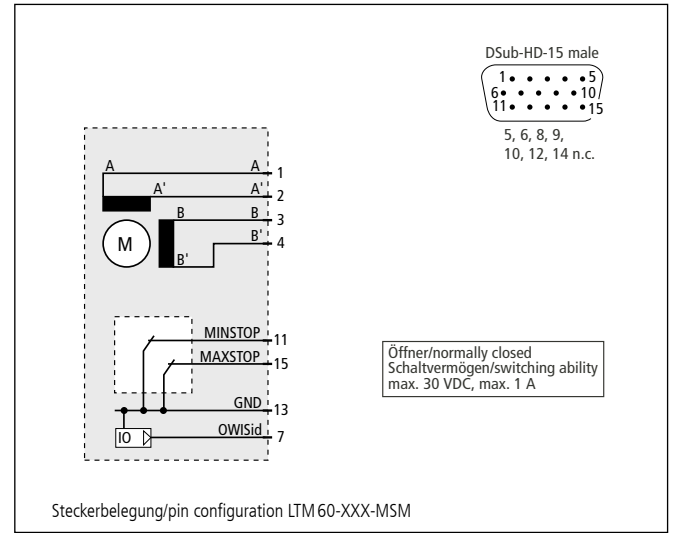 DSub-HD-15 male
1 5
6 10
11 15
5, 6, 8, 9,
10, 12, 14 n.c.
A A 1
A' A' 2
B B 3
B' 4
M
B'
MINSTOP 11
MAXSTOP 15
GND 13
IO OWISid 7
Öffner/normally closed
Schaltvermögen/switching ability
max. 30 VDC, max. 1 A
Steckerbelegung/pin configuration LTM60-XXX-MSM